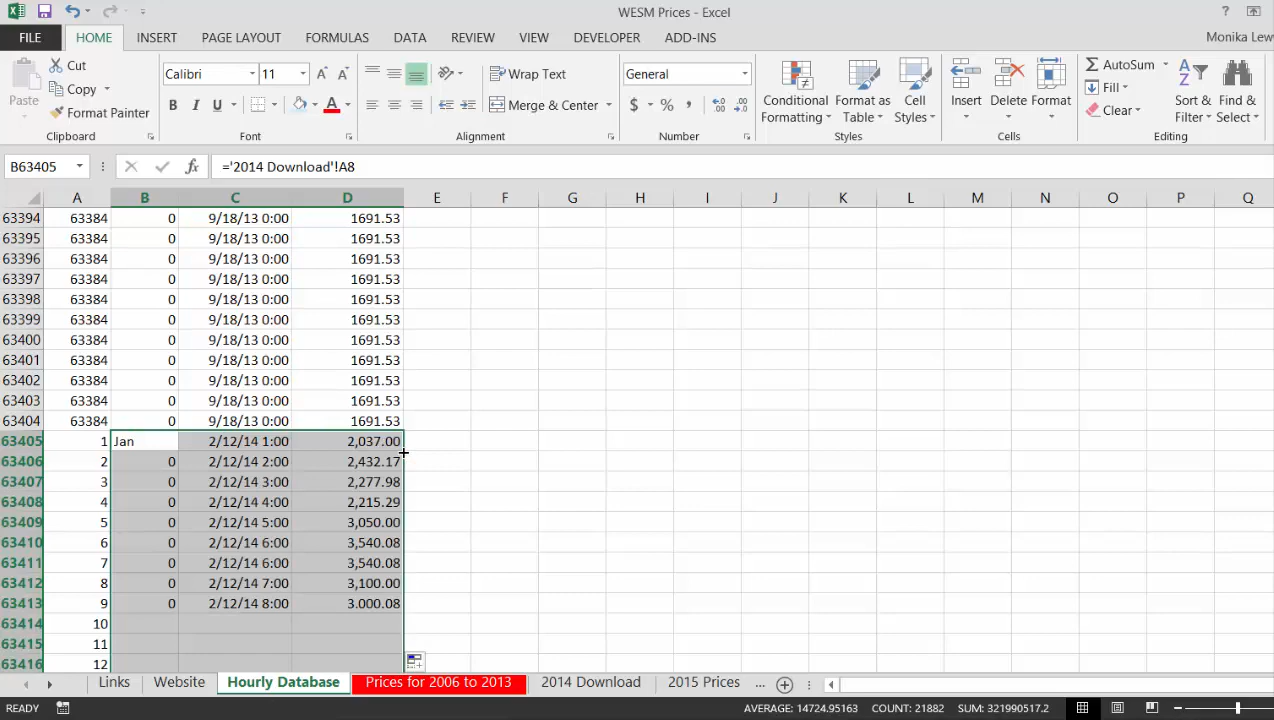 WESM Prices - Excel
?
FILE HOME INSERT PAGE LAYOUT FORMULAS DATA REVIEW VIEW DEVELOPER ADD-INS Monika Lew
Paste Cut Copy Format Painter
Clipboard
Calibri 11
B I U A
Font
Wrap Text
Merge & Center
Alignment
General
$ % ,
Number
Conditional Formatting Format as Table Cell Styles
Styles
Insert Delete Format
Cells
AutoSum
Fill
Clear
Sort & Filter Find & Select
Editing
B63405 fx ='2014 Download'!A8
A B C D E F G H I J K L M N O P Q
63394 63384 0 9/18/13 0:00 1691.53
63395 63384 0 9/18/13 0:00 1691.53
63396 63384 0 9/18/13 0:00 1691.53
63397 63384 0 9/18/13 0:00 1691.53
63398 63384 0 9/18/13 0:00 1691.53
63399 63384 0 9/18/13 0:00 1691.53
63400 63384 0 9/18/13 0:00 1691.53
63401 63384 0 9/18/13 0:00 1691.53
63402 63384 0 9/18/13 0:00 1691.53
63403 63384 0 9/18/13 0:00 1691.53
63404 63384 0 9/18/13 0:00 1691.53
63405 1 Jan 2/12/14 1:00 2,037.00
63406 2 0 2/12/14 2:00 2,432.17
63407 3 0 2/12/14 3:00 2,277.98
63408 4 0 2/12/14 4:00 2,215.29
63409 5 0 2/12/14 5:00 3,050.00
63410 6 0 2/12/14 6:00 3,540.08
63411 7 0 2/12/14 6:00 3,540.08
63412 8 0 2/12/14 7:00 3,100.00
63413 9 0 2/12/14 8:00 3.000.08
63414 10
63415 11
63416 12
Links Website Hourly Database Prices for 2006 to 2013 2014 Download 2015 Prices ...
READY AVERAGE: 14724.95163 COUNT: 21882 SUM: 321990517.2